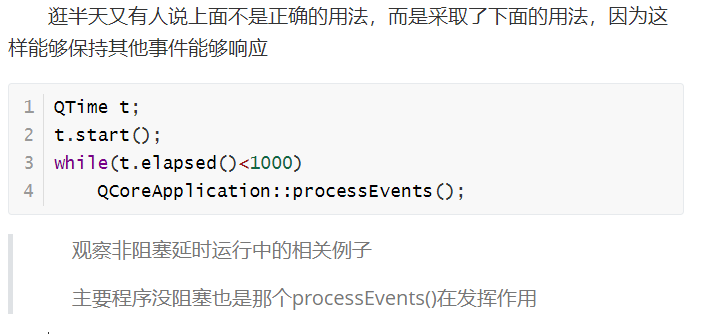 逛半天又有人说上面不是正确的用法，而是采取了下面的用法，因为这
样能够保持其他事件能够响应
1 QTime t;
2 t.start();
3 while(t.elapsed()<1000)
4 QCoreApplication::processEvents();
观察非阻塞延时运行中的相关例子
主要程序没阻塞也是那个processEvents()在发挥作用